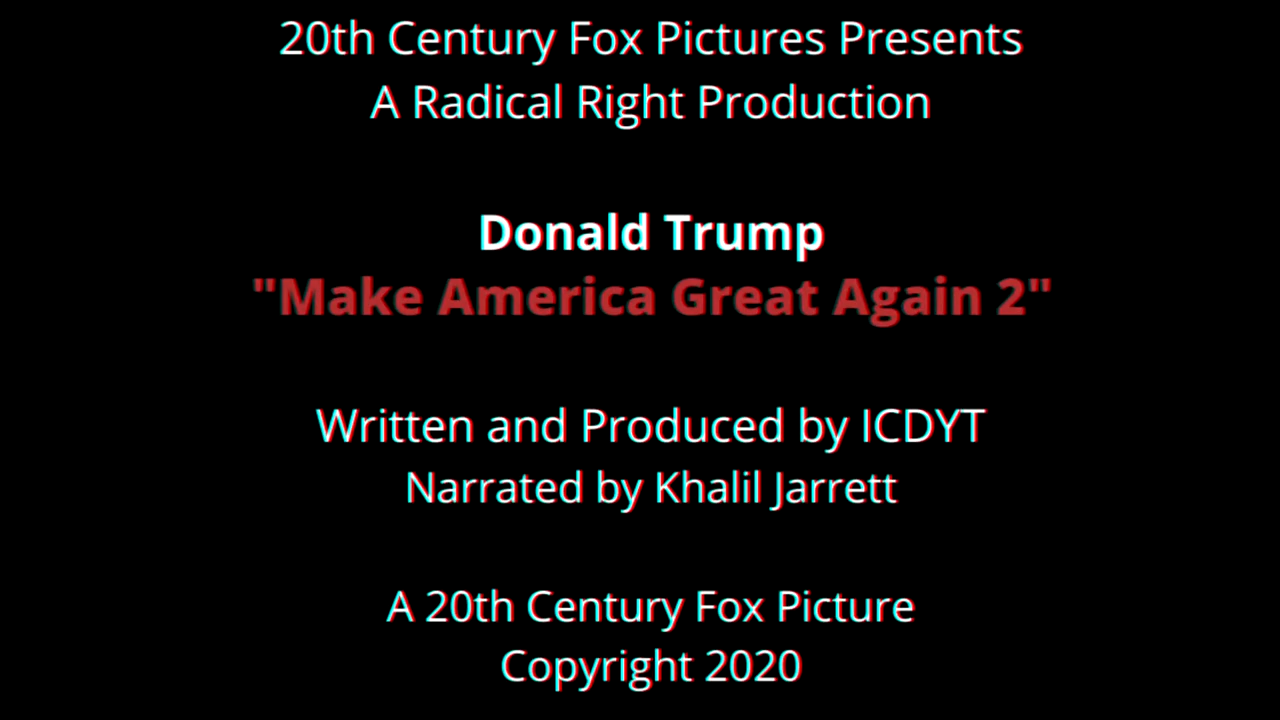 20th Century Fox Pictures Presents
A Radical Right Production
Donald Trump
"Make America Great Again 2"
Written and Produced by ICDYT
Narrated by Khalil Jarrett
A 20th Century Fox Picture
Copyright 2020